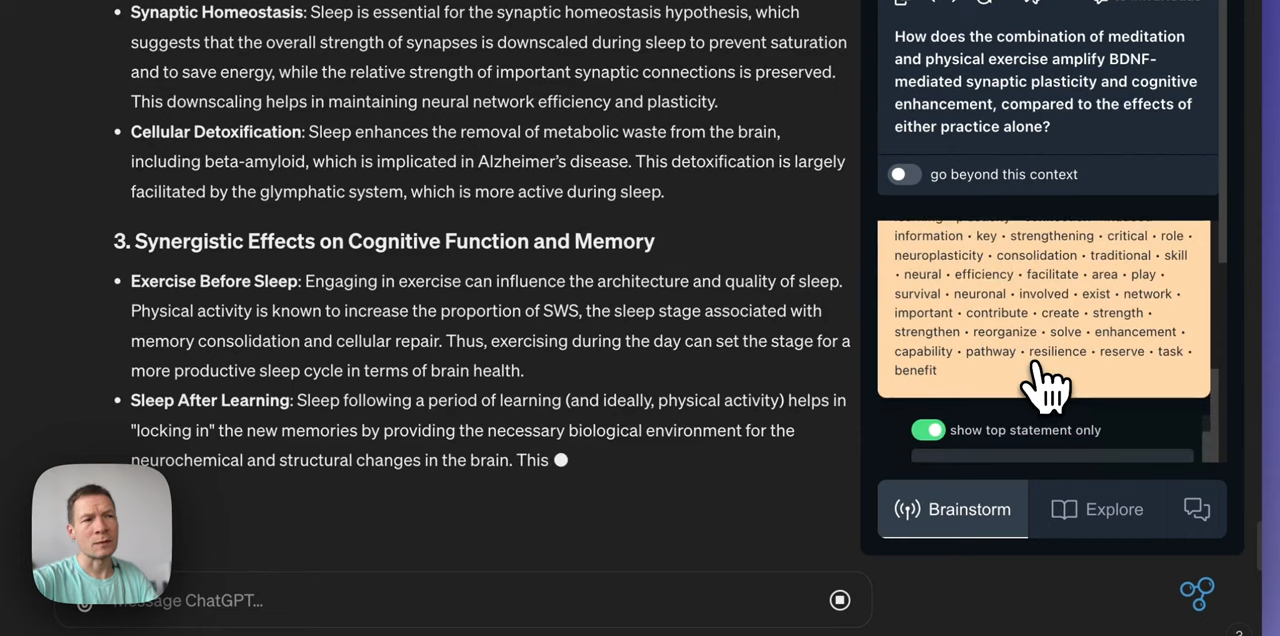 • Synaptic Homeostasis: Sleep is essential for the synaptic homeostasis hypothesis, which
suggests that the overall strength of synapses is downscaled during sleep to prevent saturation
and to save energy, while the relative strength of important synaptic connections is preserved.
This downscaling helps in maintaining neural network efficiency and plasticity.
• Cellular Detoxification: Sleep enhances the removal of metabolic waste from the brain,
including beta-amyloid, which is implicated in Alzheimer's disease. This detoxification is largely
facilitated by the glymphatic system, which is more active during sleep.
3. Synergistic Effects on Cognitive Function and Memory
• Exercise Before Sleep: Engaging in exercise can influence the architecture and quality of sleep.
Physical activity is known to increase the proportion of SWS, the sleep stage associated with
memory consolidation and cellular repair. Thus, exercising during the day can set the stage for a
more productive sleep cycle in terms of brain health.
• Sleep After Learning: Sleep following a period of learning (and ideally, physical activity) helps in
"locking in" the new memories by providing the necessary biological environment for the
neurochemical and structural changes in the brain. This
Message ChatGPT...
How does the combination of meditation
and physical exercise amplify BDNF-
mediated synaptic plasticity and cognitive
enhancement, compared to the effects of
either practice alone?
go beyond this context
information • key • strengthening • critical • role •
neuroplasticity • consolidation • traditional • skill
• neural • efficiency • facilitate • area • play •
survival • neuronal • involved • exist • network •
important • contribute • create • strength •
strengthen • reorganize • solve • enhancement •
capability • pathway • resilience • reserve • task •
benefit
show top statement only
Brainstorm
Explore